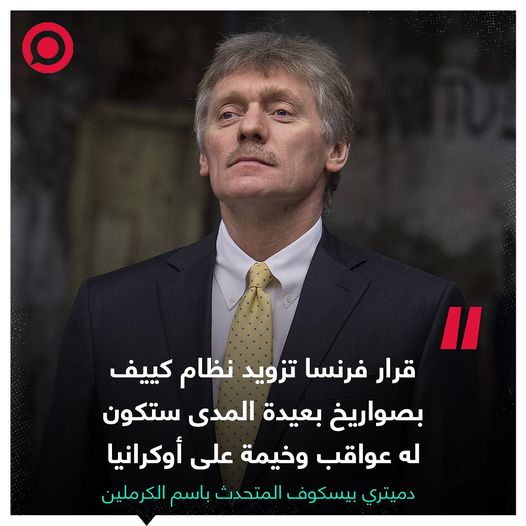 قرار فرنسا تزويد نظام كييف
بصواريخ بعيدة المدى ستكون
له عواقب وخيمة على أوكرانيا
دميتري بيسكوف المتحدث باسم الكرملين